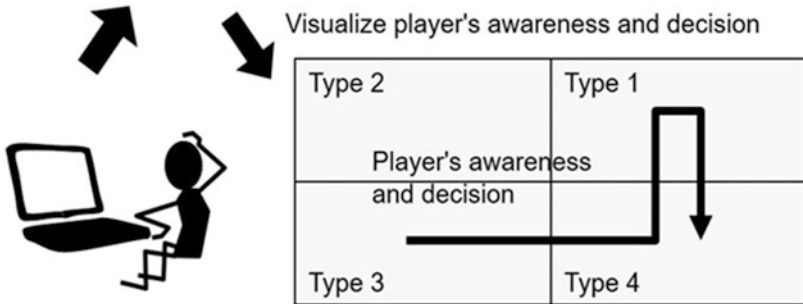 Visualize player's awareness and decision
Type 2
Type 1
Player's awareness
and decision
Type 3
Type 4